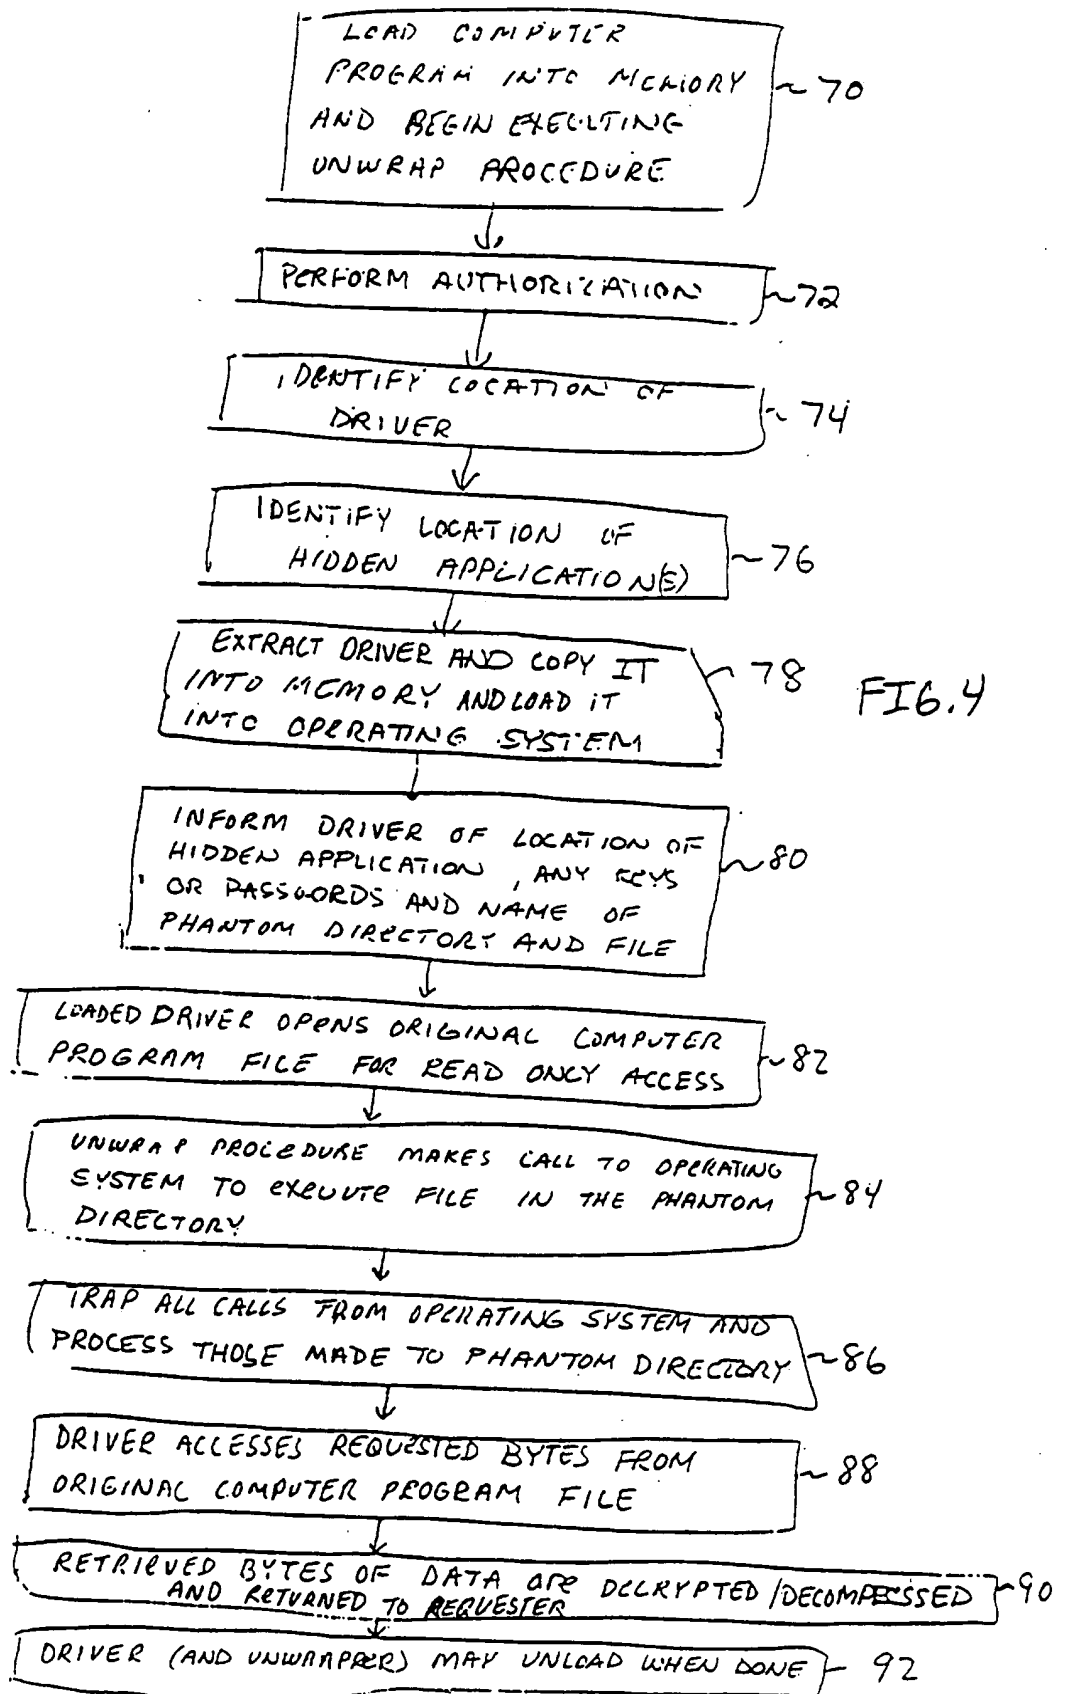 LOAD COMPUTER
PROGRAM INTO MEMORY
AND BEGIN EXECUTING
UNWRAP PROCEDURE
70
PERFORM AUTHORIZATION
72
IDENTIFY LOCATION OF
DRIVER
74
IDENTIFY LOCATION OF
HIDDEN APPLICATION(S)
76
EXTRACT DRIVER AND COPY IT
INTO MEMORY AND LOAD IT
INTO OPERATING SYSTEM
78
FIG.4
INFORM DRIVER OF LOCATION OF
HIDDEN APPLICATION, ANY KEYS
OR PASSWORDS AND NAME OF
PHANTOM DIRECTORY AND FILE
80
LOADED DRIVER OPENS ORIGINAL COMPUTER
PROGRAM FILE FOR READ ONLY ACCESS
82
UNWRAP PROCEDURE MAKES CALL TO OPERATING
SYSTEM TO EXECUTE FILE IN THE PHANTOM
DIRECTORY
84
TRAP ALL CALLS FROM OPERATING SYSTEM AND
PROCESS THOSE MADE TO PHANTOM DIRECTORY
86
DRIVER ACCESSES REQUESTED BYTES FROM
ORIGINAL COMPUTER PROGRAM FILE
88
RETRIEVED BYTES OF DATA ARE DECRYPTED/DECOMPESSED
AND RETURNED TO REQUESTER
90
DRIVER (AND UNWRAPPER) MAY UNLOAD WHEN DONE
92